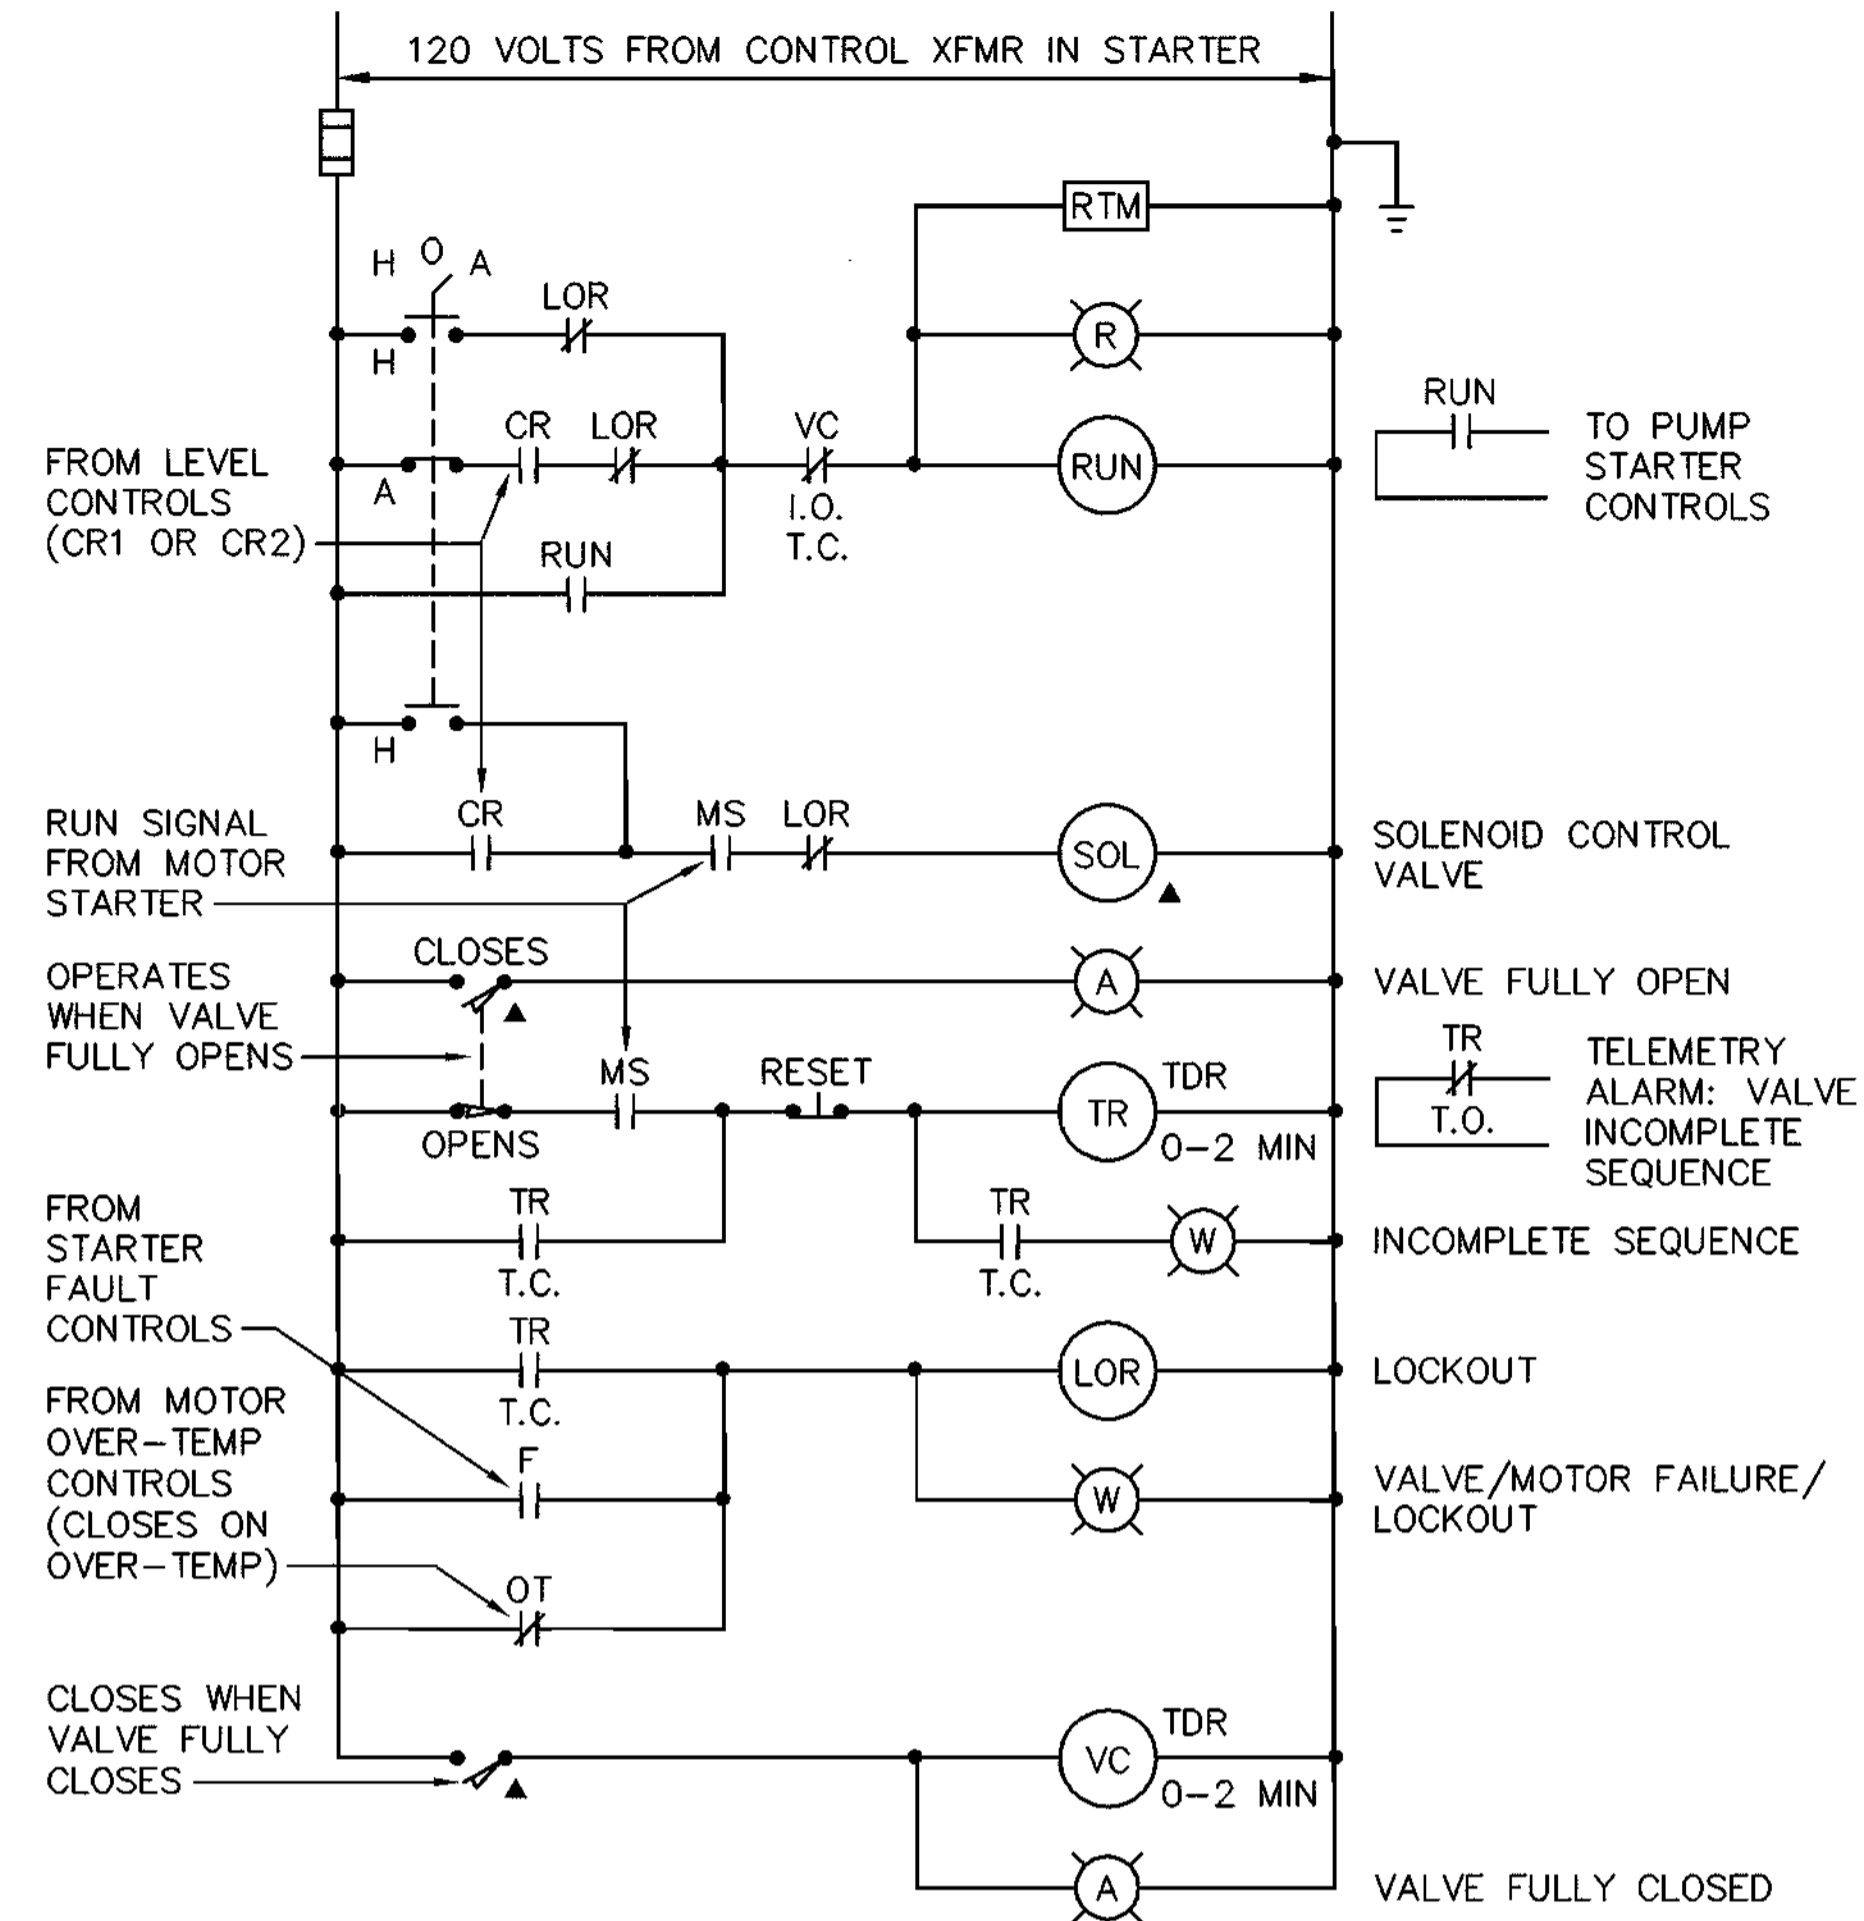 120 VOLTS FROM CONTROL XFMR IN STARTER
RTM
H O A
LOR
R
H
RUN
CR LOR VC
TO PUMP
STARTER
CONTROLS
FROM LEVEL
CONTROLS
(CR1 OR CR2)
A
RUN
I.O.
T.C.
RUN
H
CR MS LOR
RUN SIGNAL
FROM MOTOR
STARTER
SOL
SOLENOID CONTROL
VALVE
CLOSES
OPERATES
WHEN VALVE
FULLY OPENS
A
VALVE FULLY OPEN
TR
T.O.
TELEMETRY
ALARM: VALVE
INCOMPLETE
SEQUENCE
MS RESET
TR
TDR
0-2 MIN
OPENS
FROM
STARTER
FAULT
CONTROLS
TR
T.C.
TR
T.C.
W
INCOMPLETE SEQUENCE
TR
T.C.
LOR
LOCKOUT
FROM MOTOR
OVER-TEMP
CONTROLS
(CLOSES ON
OVER-TEMP)
F
W
VALVE/MOTOR FAILURE/
LOCKOUT
OT
CLOSES WHEN
VALVE FULLY
CLOSES
VC
TDR
0-2 MIN
A
VALVE FULLY CLOSED